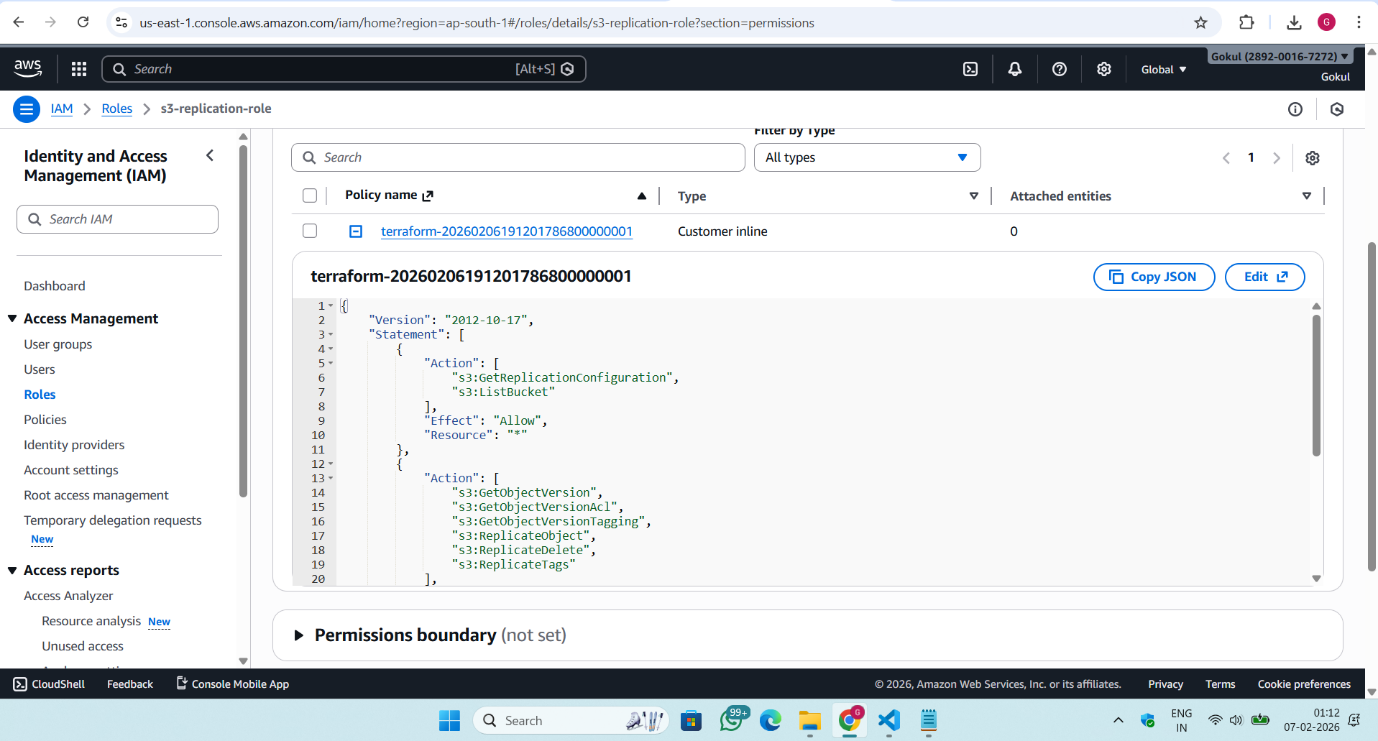 us-east-1.console.aws.amazon.com/iam/home?region=ap-south-1#/roles/details/s3-replication-role?section=permissions
G
aws
Search
[Alt+S]
Global
Gokul (2892-0016-7272)
Gokul
IAM
Roles
s3-replication-role
Identity and Access
Management (IAM)
Search IAM
Dashboard
Access Management
User groups
Users
Roles
Policies
Identity providers
Account settings
Root access management
Temporary delegation requests
New
Access reports
Access Analyzer
Resource analysis New
Unused access
Filter by Type
Search
All types
1
Policy name
Type
Attached entities
terraform-20260206191201786800000001
Customer inline
0
terraform-20260206191201786800000001
Copy JSON
Edit
1 {
2 "Version": "2012-10-17",
3 "Statement": [
4 {
5 "Action": [
6 "s3:GetReplicationConfiguration",
7 "s3:ListBucket"
8 ],
9 "Effect": "Allow",
10 "Resource": "*"
11 },
12 {
13 "Action": [
14 "s3:GetObjectVersion",
15 "s3:GetObjectVersionAcl",
16 "s3:GetObjectVersionTagging",
17 "s3:ReplicateObject",
18 "s3:ReplicateDelete",
19 "s3:ReplicateTags"
20 ],
Permissions boundary (not set)
CloudShell
Feedback
Console Mobile App
© 2026, Amazon Web Services, Inc. or its affiliates.
Privacy
Terms
Cookie preferences
Search
99+
G
ENG
IN
01:12
07-02-2026